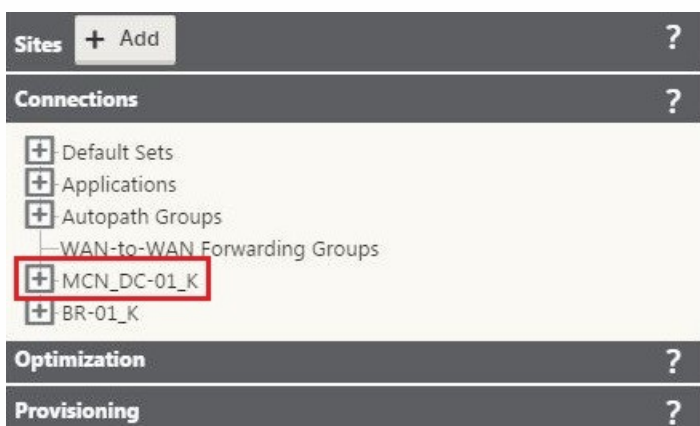 Sites + Add ?
Connections ?
+ Default Sets
+ Applications
+ Autopath Groups
WAN-to-WAN Forwarding Groups
+ MCN_DC-01_K
+ BR-01_K
Optimization ?
Provisioning ?